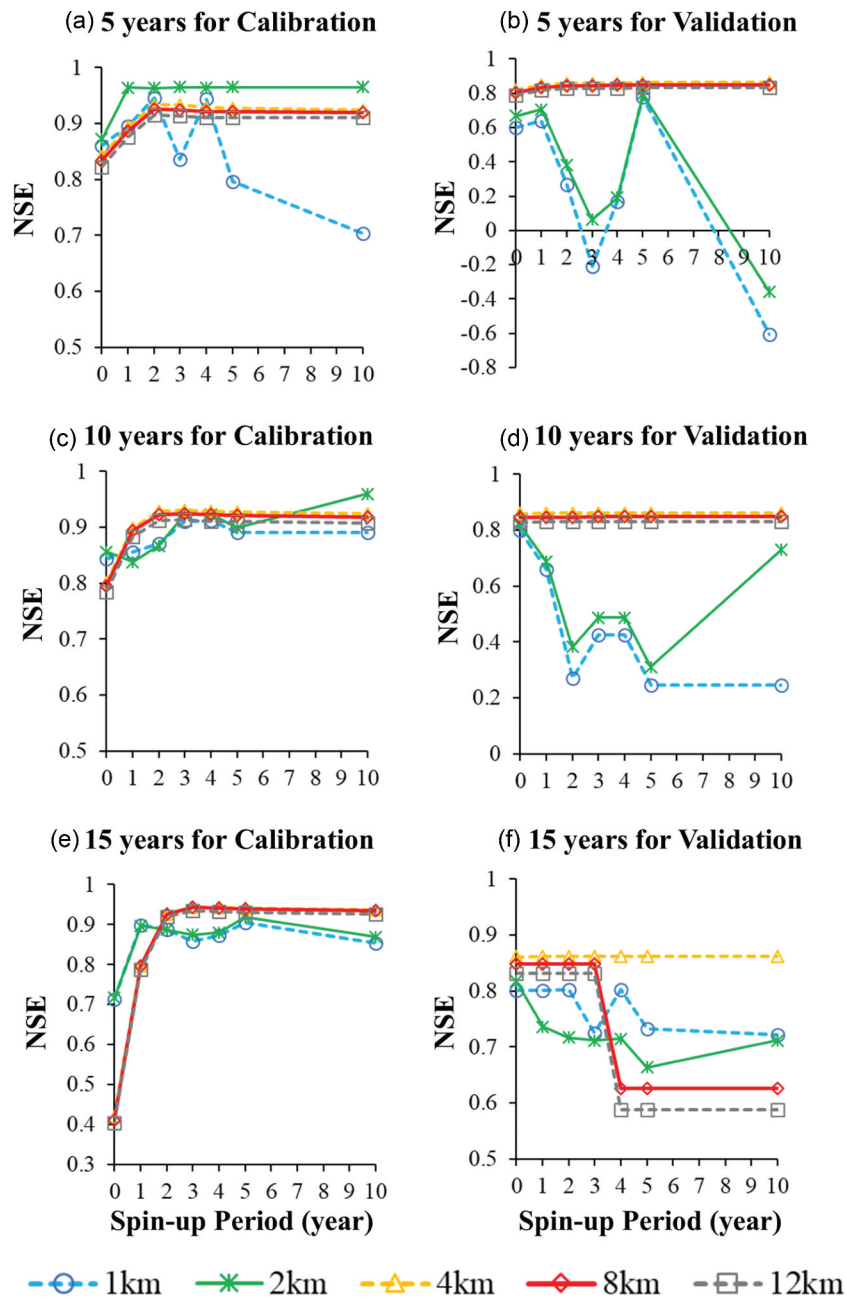 (a) 5 years for Calibration
NSE
1
0.9
0.8
0.7
0.6
0.5
0 1 2 3 4 5 6 7 8 9 10
(b) 5 years for Validation
NSE
1
0.8
0.6
0.4
0.2
0
-0.2
-0.4
-0.6
-0.8
0 1 2 3 4 5 6 7 8 9 10
(c) 10 years for Calibration
NSE
1
0.9
0.8
0.7
0.6
0.5
0 1 2 3 4 5 6 7 8 9 10
(d) 10 years for Validation
NSE
1
0.8
0.6
0.4
0.2
0
0 1 2 3 4 5 6 7 8 9 10
(e) 15 years for Calibration
NSE
1
0.9
0.8
0.7
0.6
0.5
0.4
0.3
0 1 2 3 4 5 6 7 8 9 10
Spin-up Period (year)
(f) 15 years for Validation
NSE
1
0.9
0.8
0.7
0.6
0.5
0 1 2 3 4 5 6 7 8 9 10
Spin-up Period (year)
1km 2km 4km 8km 12km